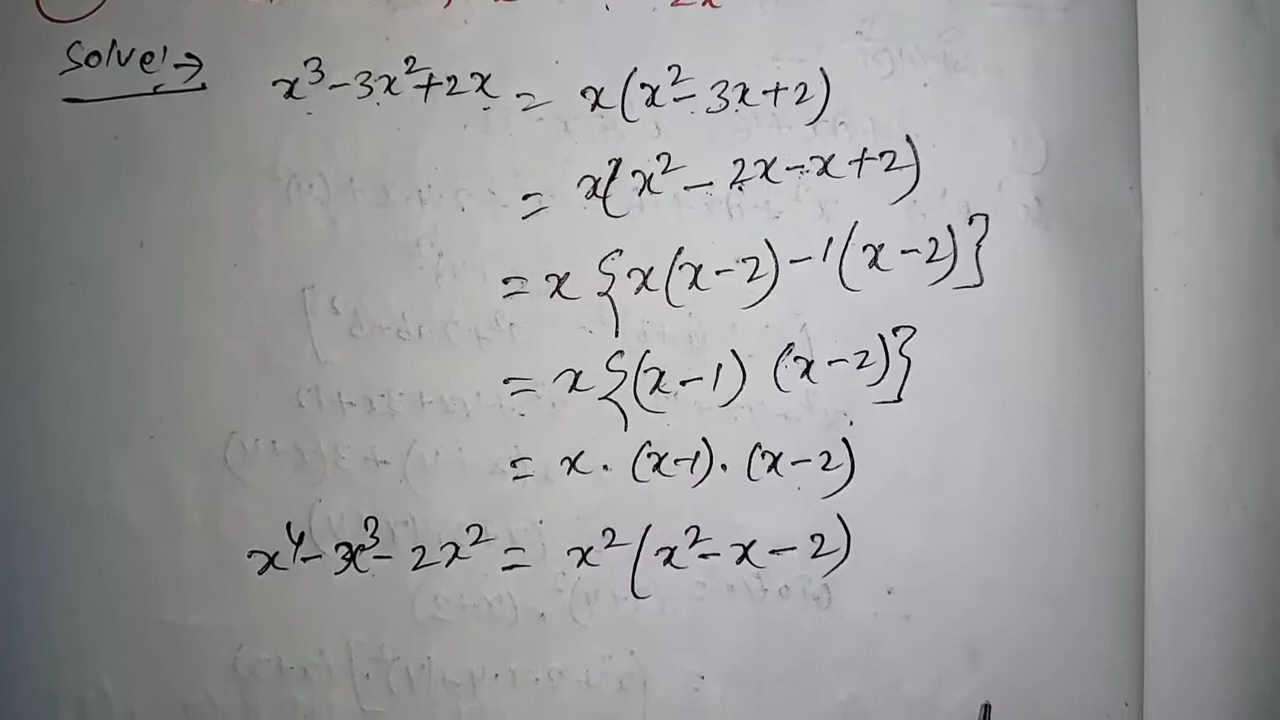 2x
Solve:→ x³-3x²+2x = x(x²-3x+2)
= x(x²-2x-x+2)
= x{x(x-2)-1(x-2)}
= x{(x-1) (x-2)}
= x·(x-1)·(x-2)
x⁴-x³-2x² = x²(x²-x-2)